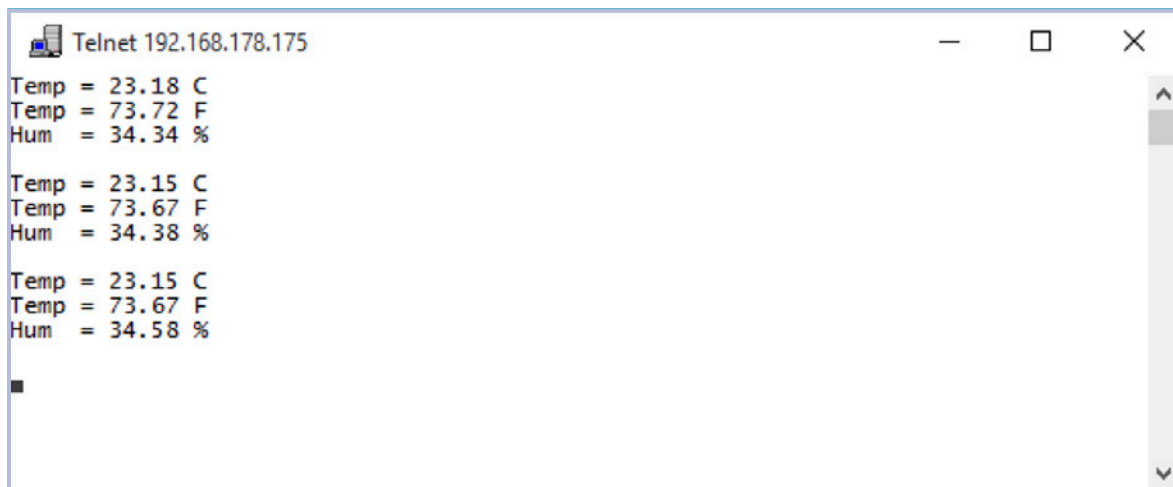 Telnet 192.168.178.175
Temp = 23.18 C
Temp = 73.72 F
Hum  = 34.34 %
Temp = 23.15 C
Temp = 73.67 F
Hum  = 34.38 %
Temp = 23.15 C
Temp = 73.67 F
Hum  = 34.58 %